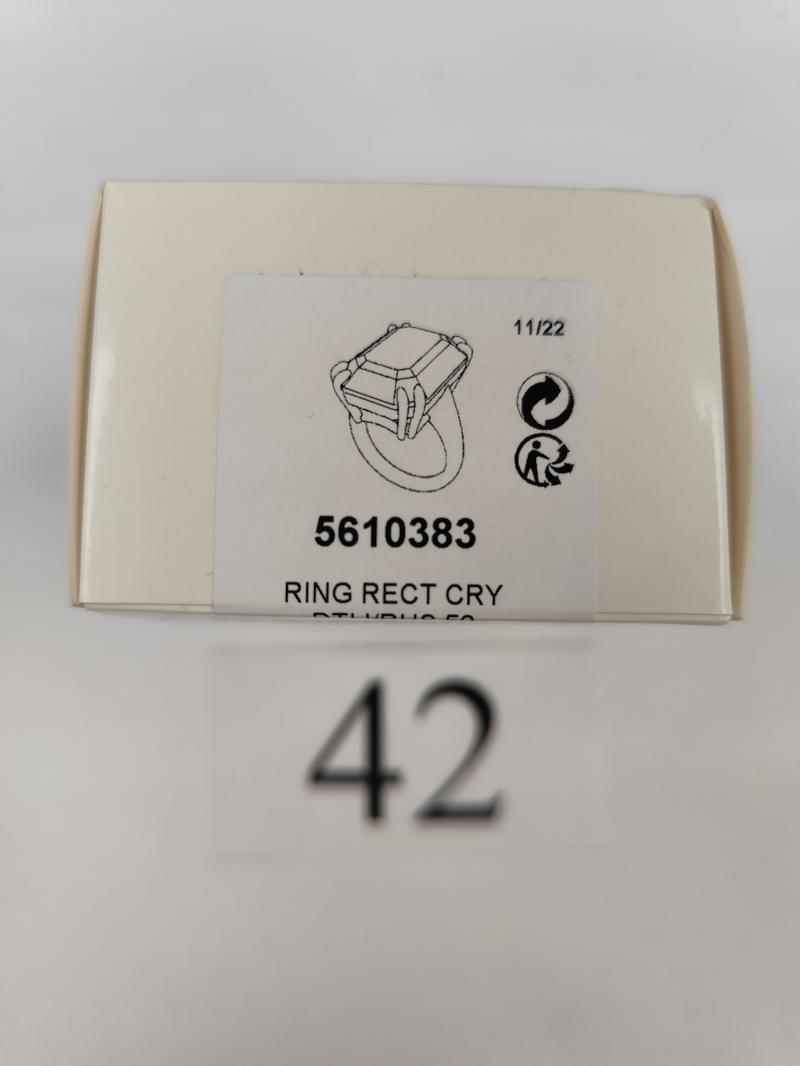 11/22
5610383
RING RECT CRY
42